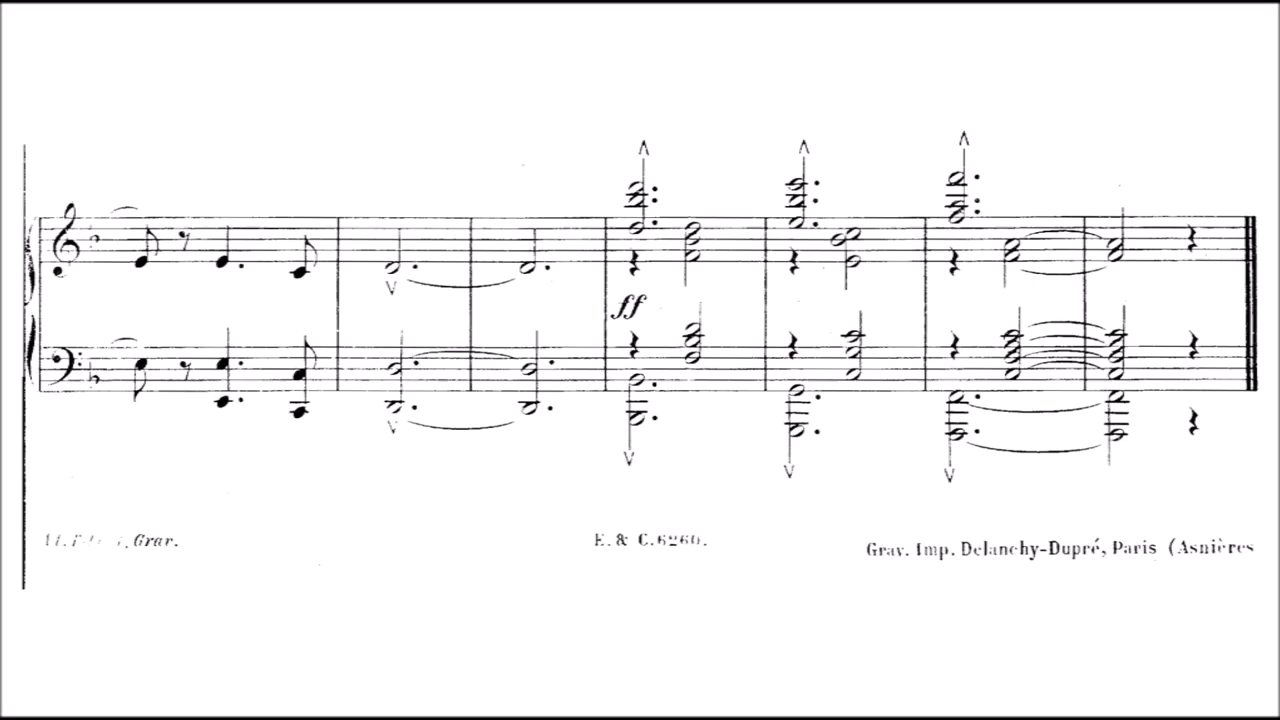 ff
Grav.
E. & C. 6260.
Grav. Imp. Delanchy-Dupré, Paris (Asnières